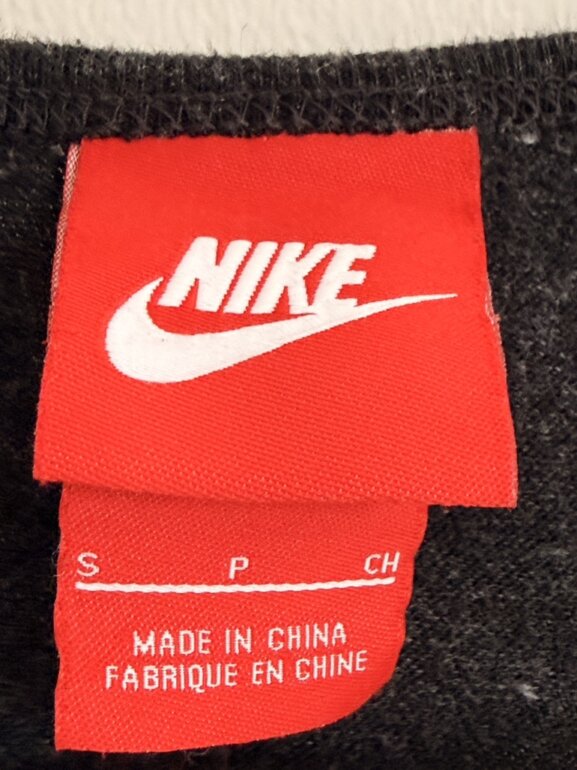 NIKE
S P CH
MADE IN CHINA
FABRIQUE EN CHINE